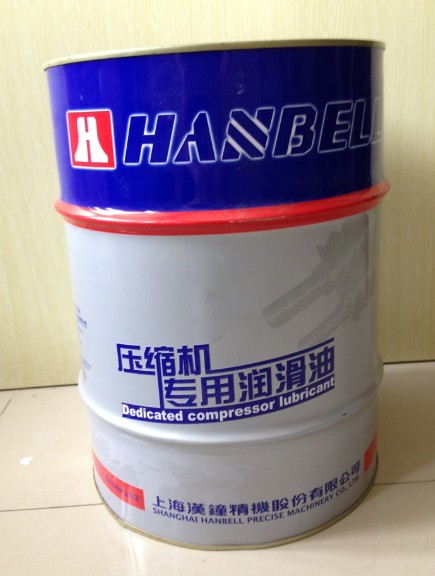 H HANBELL
压缩机
专用润滑油
Dedicated compressor lubricant
上海漢鐘精機股份有限公司
SHANGHAI HANBELL PRECISE MACHINERY CO., LTD.